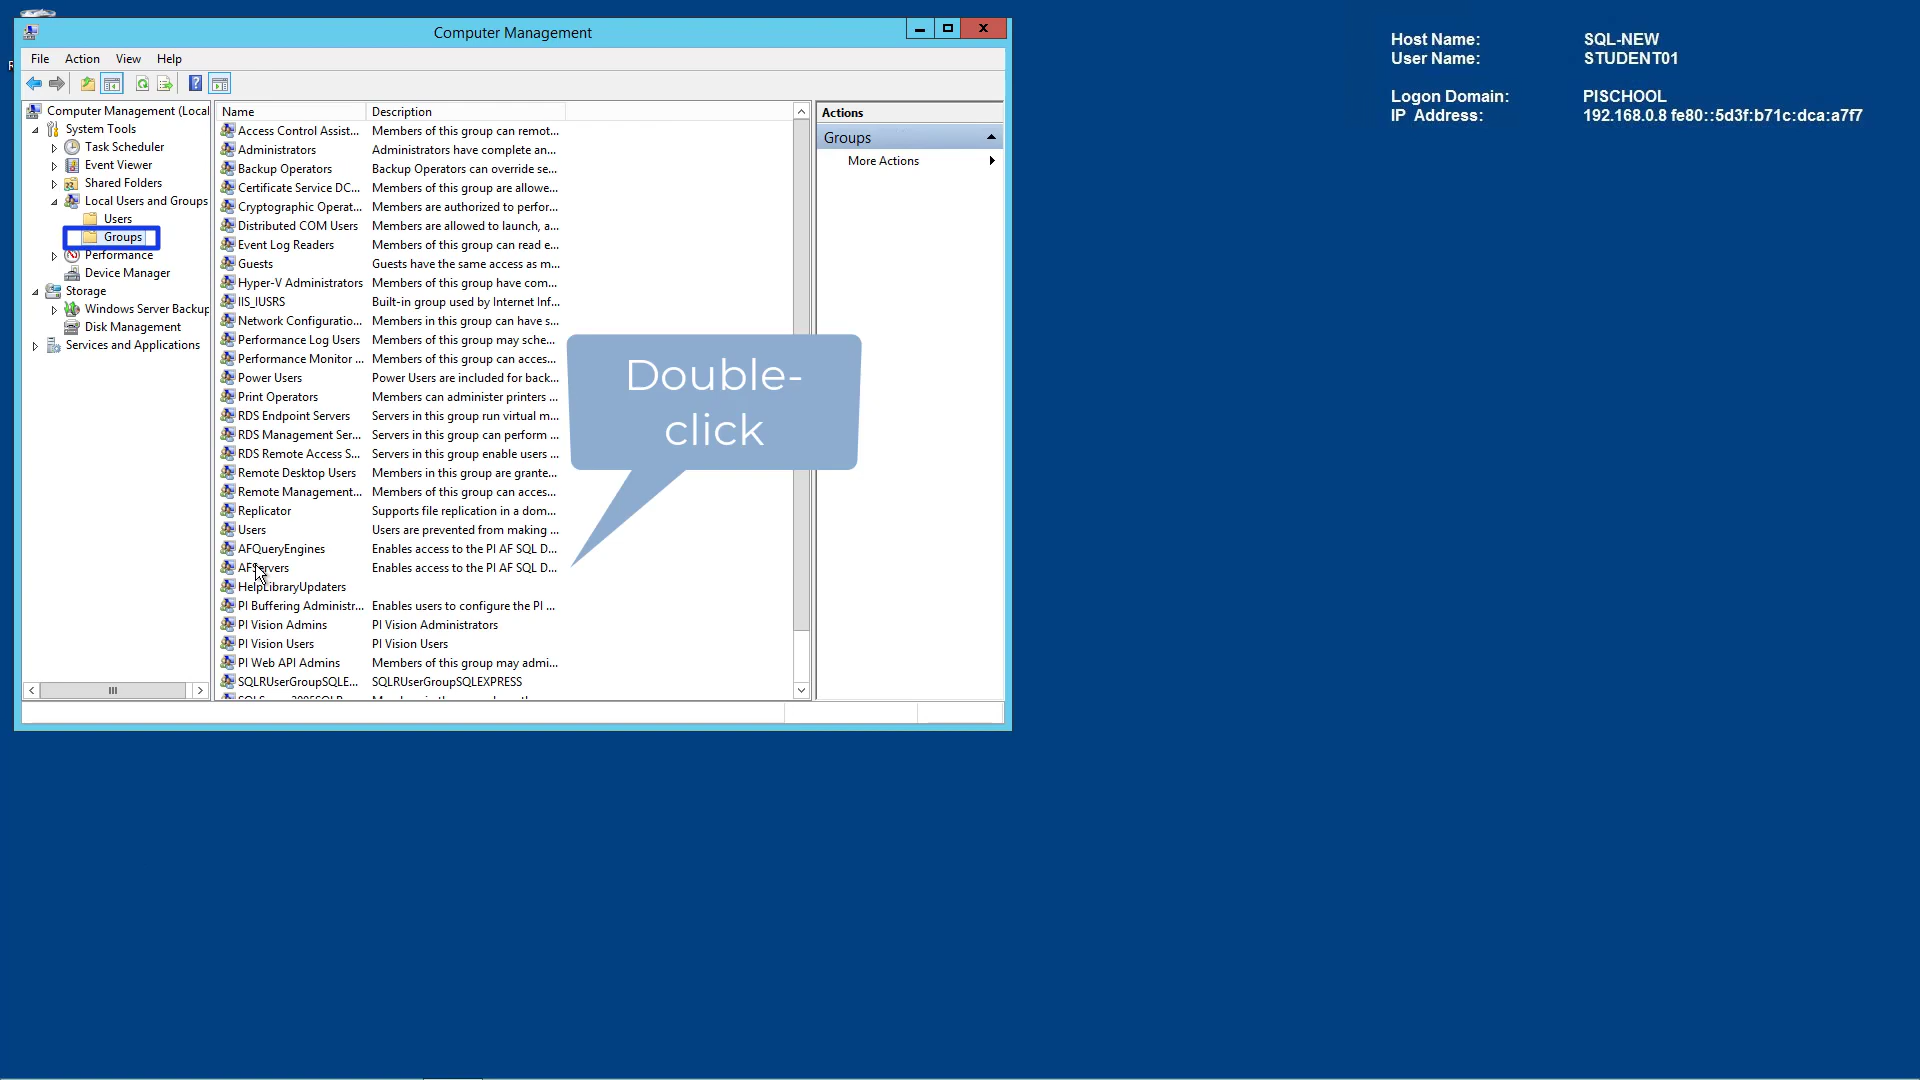 Computer Management
File Action View Help
Host Name: SQL-NEW
User Name: STUDENT01
Logon Domain: PISCHOOL
IP Address: 192.168.0.8 fe80::5d3f:b71c:dca:a7f7
Computer Management (Local
System Tools
Task Scheduler
Event Viewer
Shared Folders
Local Users and Groups
Users
Groups
Performance
Device Manager
Storage
Windows Server Backup
Disk Management
Services and Applications
Name Description
Access Control Assist... Members of this group can remot...
Administrators Administrators have complete an...
Backup Operators Backup Operators can override se...
Certificate Service DC... Members of this group are allowe...
Cryptographic Operat... Members are authorized to perfor...
Distributed COM Users Members are allowed to launch, a...
Event Log Readers Members of this group can read e...
Guests Guests have the same access as m...
Hyper-V Administrators Members of this group have com...
IIS_IUSRS Built-in group used by Internet Inf...
Network Configuratio... Members in this group can have s...
Performance Log Users Members of this group may sche...
Performance Monitor ... Members of this group can acces...
Power Users Power Users are included for back...
Print Operators Members can administer printers ...
RDS Endpoint Servers Servers in this group run virtual m...
RDS Management Ser... Servers in this group can perform ...
RDS Remote Access S... Servers in this group enable users ...
Remote Desktop Users Members in this group are grante...
Remote Management... Members of this group can acces...
Replicator Supports file replication in a dom...
Users Users are prevented from making ...
AFQueryEngines Enables access to the PI AF SQL D...
AFServers Enables access to the PI AF SQL D...
HelpLibraryUpdaters
PI Buffering Administr... Enables users to configure the PI ...
PI Vision Admins PI Vision Administrators
PI Vision Users PI Vision Users
PI Web API Admins Members of this group may admi...
SQLRUserGroupSQLE... SQLRUserGroupSQLEXPRESS
Actions
Groups
More Actions
Double-
click